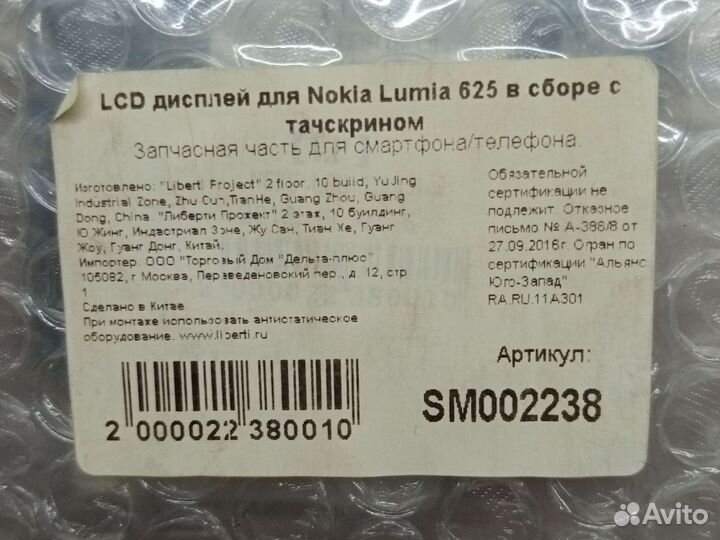 LCD дисплей для Nokia Lumia 625 в сборе с
тачскрином
Запчасная часть для смартфона/телефона.
Изготовлено: "Liberti Project" 2 floor, 10 build, YuJing
Industrial Zone, Zhu Cun,TianHe, Guang Zhou, Guang
Dong, China. "Либерти Прожект" 2 этаж, 10 буилдинг,
Ю Жинг, Индастриал Зоне, Жу Сан, Тиан Хе, Гуанг
Жоу, Гуанг Донг, Китай.
Импортер: ООО "Торговый Дом "Дельта-плюс"
105082, г Москва, Переведеновский пер., д. 12, стр
1
Сделано в Китае.
При монтаже использовать антистатическое
оборудование. www.liberti.ru
Обязательной
сертификации не
подлежит. Отказное
письмо № А-386/8 от
27.09.2016г. Орган по
сертификации "Альянс
Юго-Запад"
RA.RU.11A301
Артикул:
SM002238
2 000022 380010
Avito